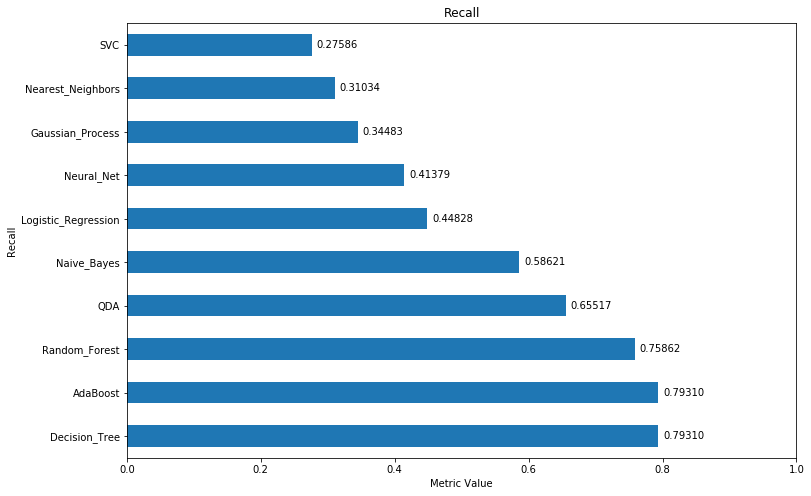 Recall
SVC 0.27586
Nearest_Neighbors 0.31034
Gaussian_Process 0.34483
Neural_Net 0.41379
Logistic_Regression 0.44828
Recall
Naive_Bayes 0.58621
QDA 0.65517
Random_Forest 0.75862
AdaBoost 0.79310
Decision_Tree 0.79310
0.0 0.2 0.4 0.6 0.8 1.0
Metric Value